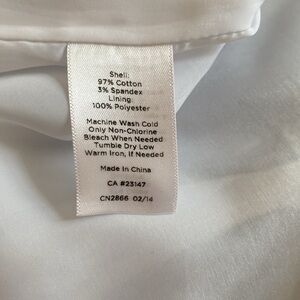 Shell:
97% Cotton
3% Spandex
Lining:
100% Polyester
Machine Wash Cold
Only Non-Chlorine
Bleach When Needed
Tumble Dry Low
Warm Iron, If Needed
Made in China
CA #23147
CN2866 02/14